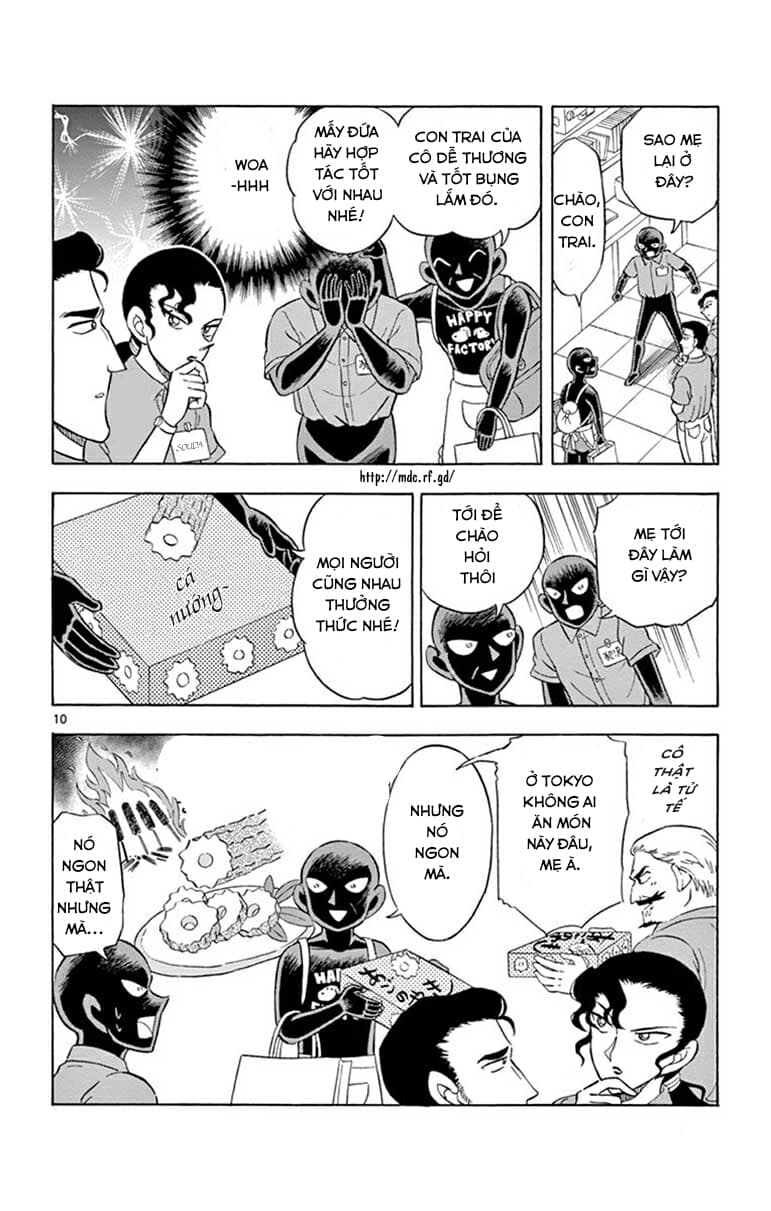 SAO MẸ
LẠI Ở
ĐÂY?
CHÀO,
CON
TRAI.
CON TRAI CỦA
CÔ DỄ THƯƠNG
VÀ TỐT BỤNG
LẮM ĐÓ.
MẤY ĐỨA
HÃY HỢP
TÁC TỐT
VỚI NHAU
NHÉ!
WOA
-HHH
HAPPY
FACTORY
SOUDA
http://mdc.rf.gd/
MẸ TỚI
ĐÂY LÀM
GÌ VẬY?
TỚI ĐỂ
CHÀO
HỎI
THÔI
MỌI NGƯỜI
CŨNG NHAU
THƯỞNG
THỨC NHÉ!
cá
nướng-
10
CÔ
THẬT
LÀ TỬ
TẾ
Ở TOKYO
KHÔNG AI
ĂN MÓN
NÀY ĐÂU,
MẸ À.
NHƯNG
NÓ
NGON
MÀ.
NÓ
NGON
THẬT
NHƯNG
MÀ...